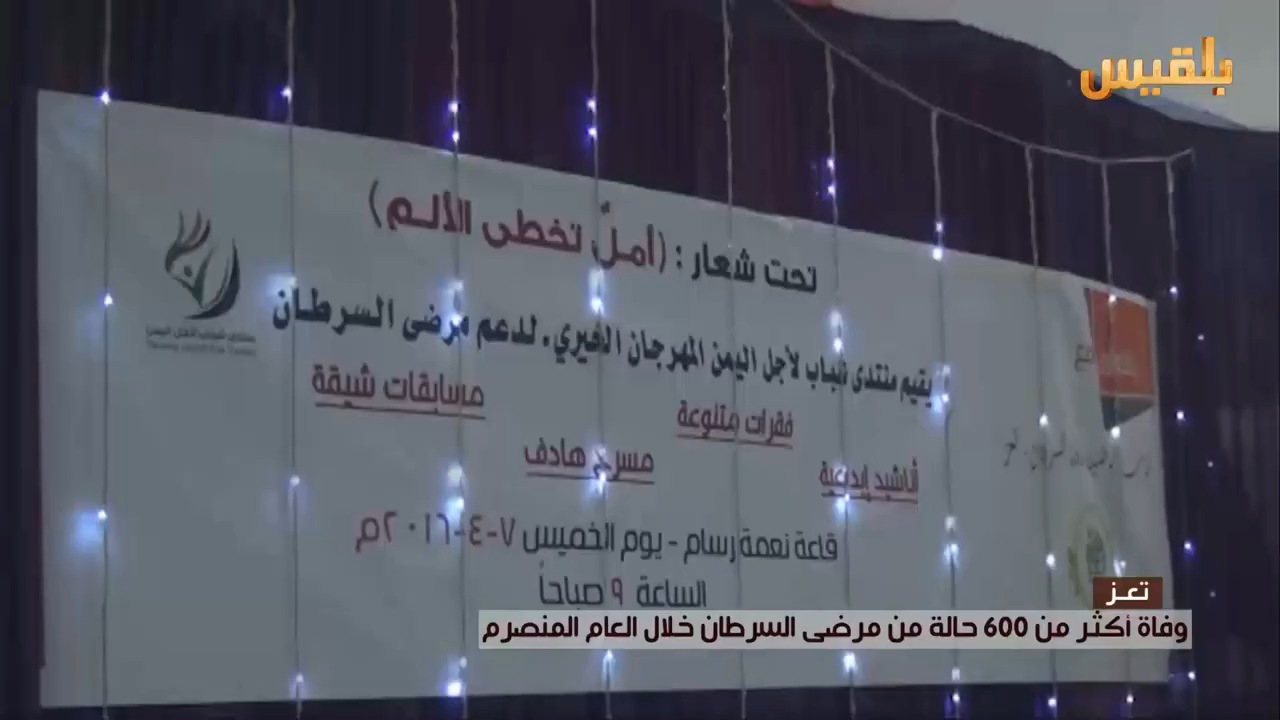 بلقيس
تحت شعار : (أملٌ تخطى الألـم)
يقيم منتدى شباب لأجل اليمن المهرجان الخيري . لدعم مرضى السرطان
فقرات متنوعة
مسابقات شيقة
أناشيد إبداعية
مسرح هادف
قاعة نعمة رسام - يوم الخميس ٧-٤-٢٠١٦م
الساعة ٩ صباحاً
تعز
وفاة أكثر من 600 حالة من مرضى السرطان خلال العام المنصرم